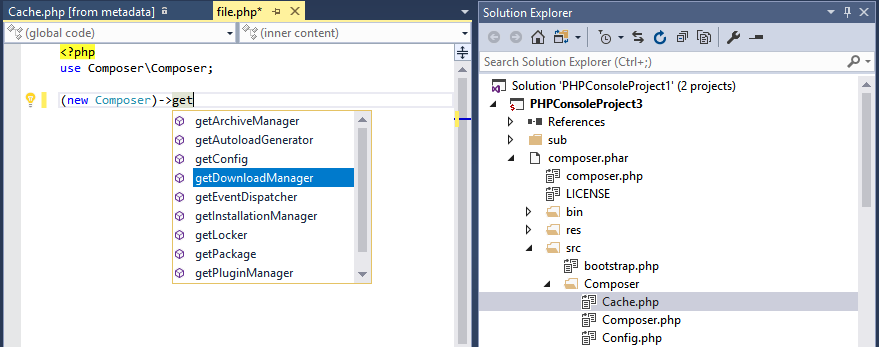 Cache.php [from metadata]
file.php*
(global code)
(inner content)
<?php
use Composer\Composer;
(new Composer)->get
getArchiveManager
getAutoloadGenerator
getConfig
getDownloadManager
getEventDispatcher
getInstallationManager
getLocker
getPackage
getPluginManager
Solution Explorer
Search Solution Explorer (Ctrl+;)
Solution 'PHPConsoleProject1' (2 projects)
PHPConsoleProject3
References
sub
composer.phar
composer.php
LICENSE
bin
res
src
bootstrap.php
Composer
Cache.php
Composer.php
Config.php